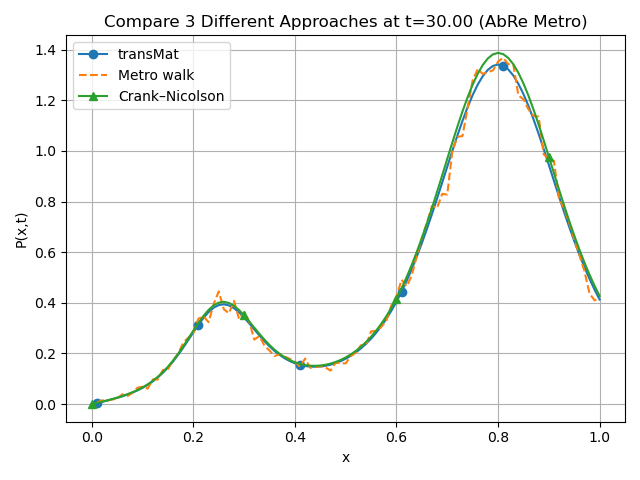 Compare 3 Different Approaches at t=30.00 (AbRe Metro)
transMat
Metro walk
Crank–Nicolson
P(x,t)
1.4
1.2
1.0
0.8
0.6
0.4
0.2
0.0
0.0 0.2 0.4 0.6 0.8 1.0
x